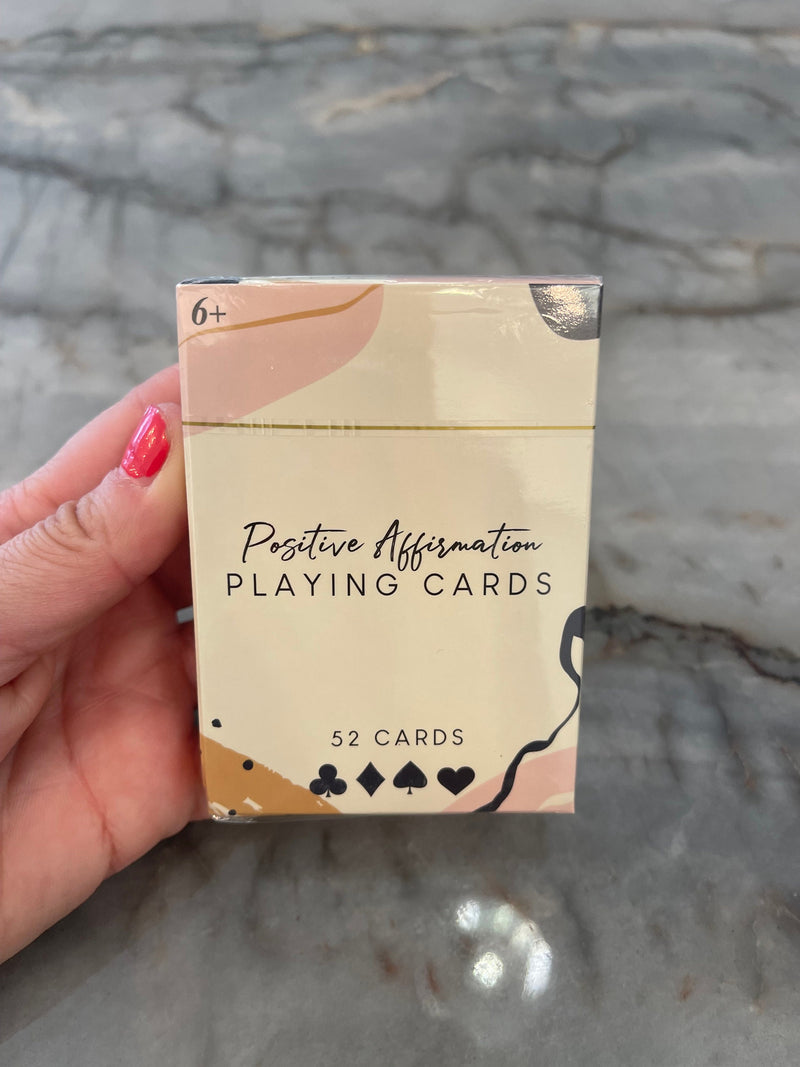 6+
Positive Affirmation
PLAYING CARDS
52 CARDS